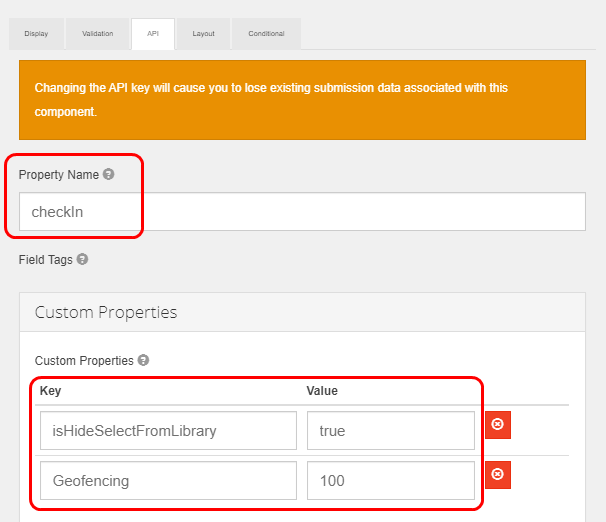 Display Validation API Layout Conditional
Changing the API key will cause you to lose existing submission data associated with this
component.
Property Name
checkIn
Field Tags
Custom Properties
Custom Properties
Key Value
isHideSelectFromLibrary true
Geofencing 100